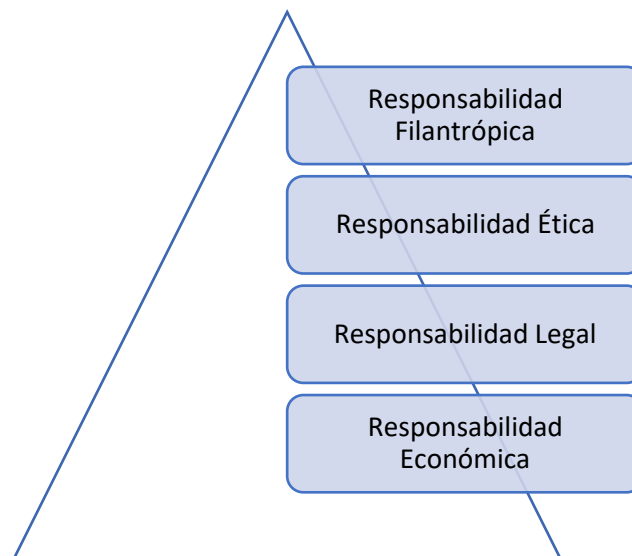 Responsabilidad
Filantrópica
Responsabilidad Ética
Responsabilidad Legal
Responsabilidad
Económica